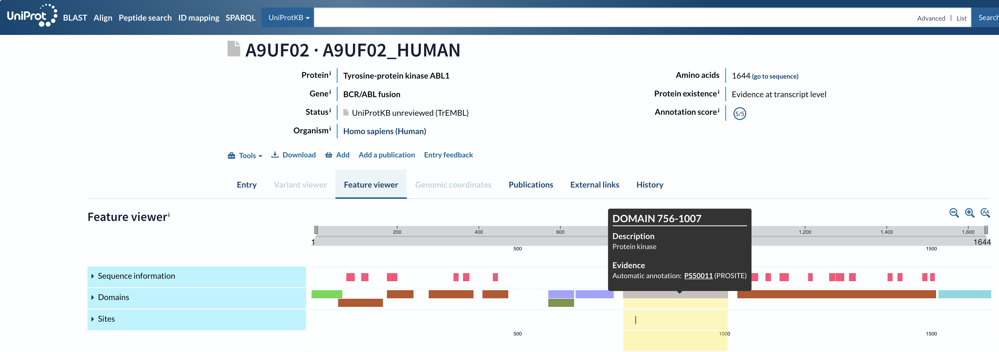 UniProt BLAST Align Peptide search ID mapping SPARQL UniProtKB Advanced | List Search
A9UF02 · A9UF02_HUMAN
Protein i Tyrosine-protein kinase ABL1 Amino acids 1644 (go to sequence)
Gene i BCR/ABL fusion Protein existence i Evidence at transcript level
Status i UniProtKB unreviewed (TrEMBL) Annotation score i 5/5
Organism i Homo sapiens (Human)
Tools Download Add Add a publication Entry feedback
Entry Variant viewer Feature viewer Genomic coordinates Publications External links History
Feature viewer i
AA
200 400 600 1,200 1,400 1,600
1 1644
500 1500
DOMAIN 756-1007
Description
Protein kinase
Evidence
Automatic annotation: PS50011 (PROSITE)
Sequence information
Domains
Sites
500 1000 1500